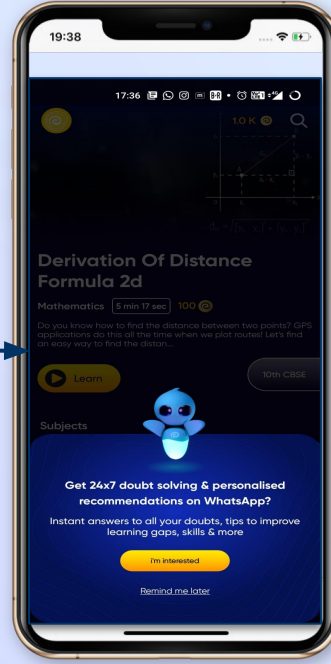 19:38
17:36
1.0 K
Derivation Of Distance
Formula 2d
Mathematics 5 min 17 sec 100
Do you know how to find the distance between two points? GPS
applications do this all the time when we plot routes! Let's find
an easy way to find the distan...
Learn
10th CBSE
Subjects
Get 24x7 doubt solving & personalised
recommendations on WhatsApp?
Instant answers to all your doubts, tips to improve
learning gaps, skills & more
I'm interested
Remind me later